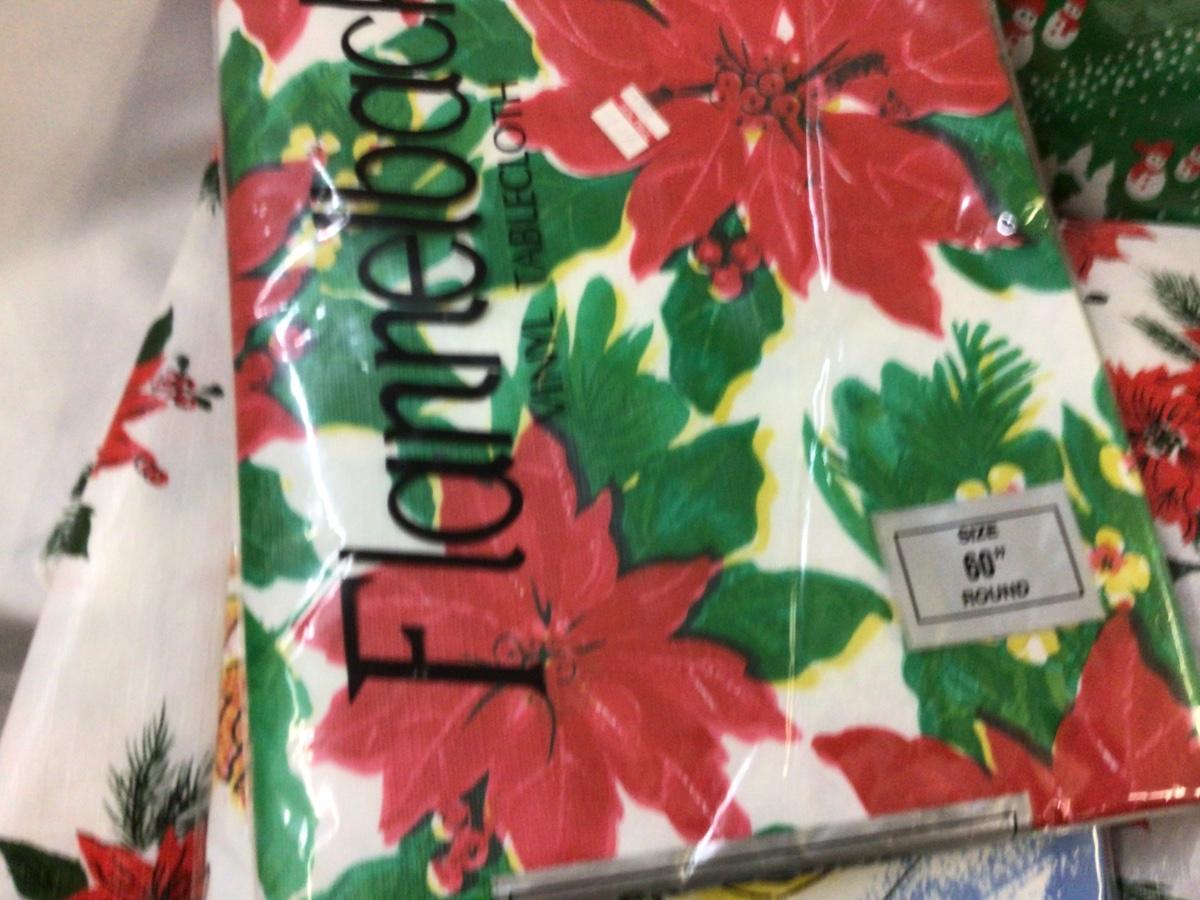 Flannelback
VINYL TABLECLOTH
SIZE
60"
ROUND